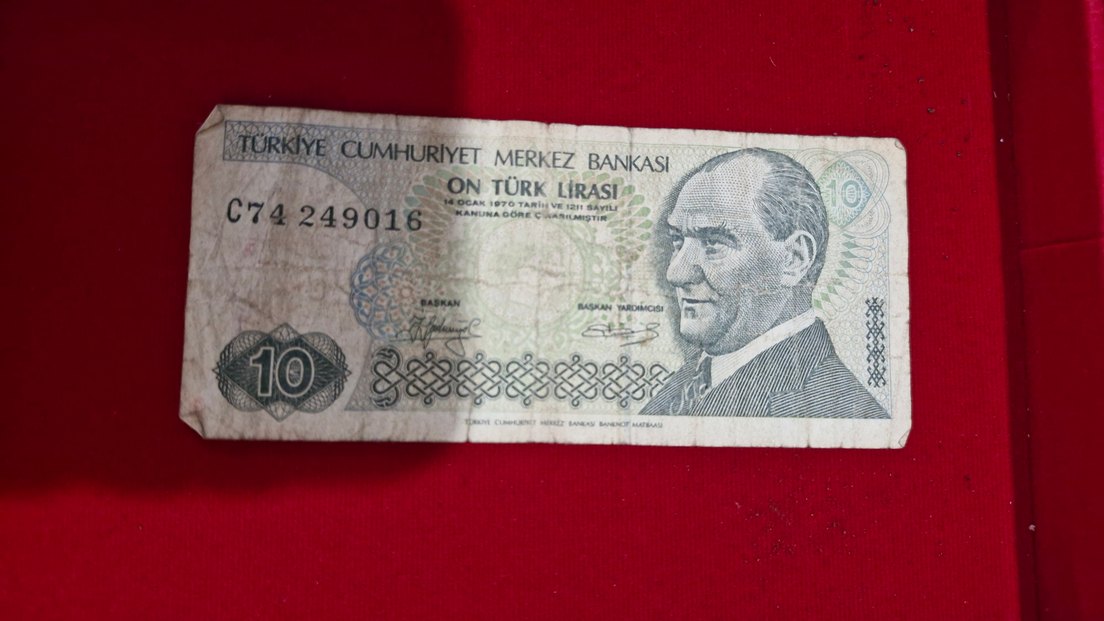 TÜRKİYE CUMHURİYET MERKEZ BANKASI
ON TÜRK LİRASI
14 OCAK 1970 TARİH VE 1211 SAYILI
KANUNA GÖRE ÇIKARILMIŞTIR
C74 249016
10
BAŞKAN
BAŞKAN YARDIMCISI
10
TÜRKİYE CUMHURİYET MERKEZ BANKASI BANKNOT MATBAASI